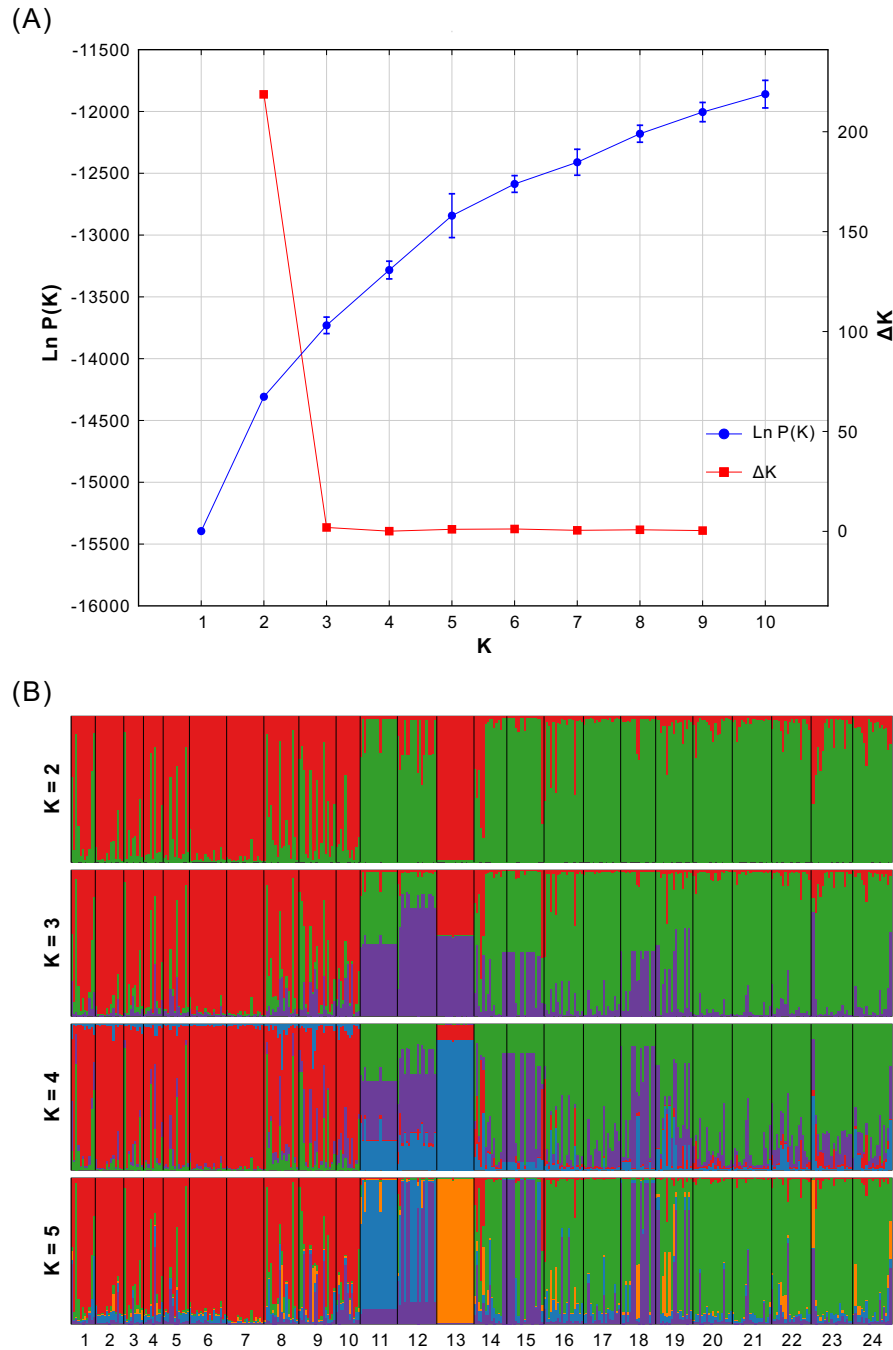 (A)
-11500
-12000
-12500
-13000
-13500
-14000
-14500
-15000
-15500
-16000
Ln P(K)
200
150
100
50
0
ΔK
Ln P(K)
ΔK
1 2 3 4 5 6 7 8 9 10
K
(B)
K = 2
K = 3
K = 4
K = 5
1 2 3 4 5 6 7 8 9 10 11 12 13 14 15 16 17 18 19 20 21 22 23 24